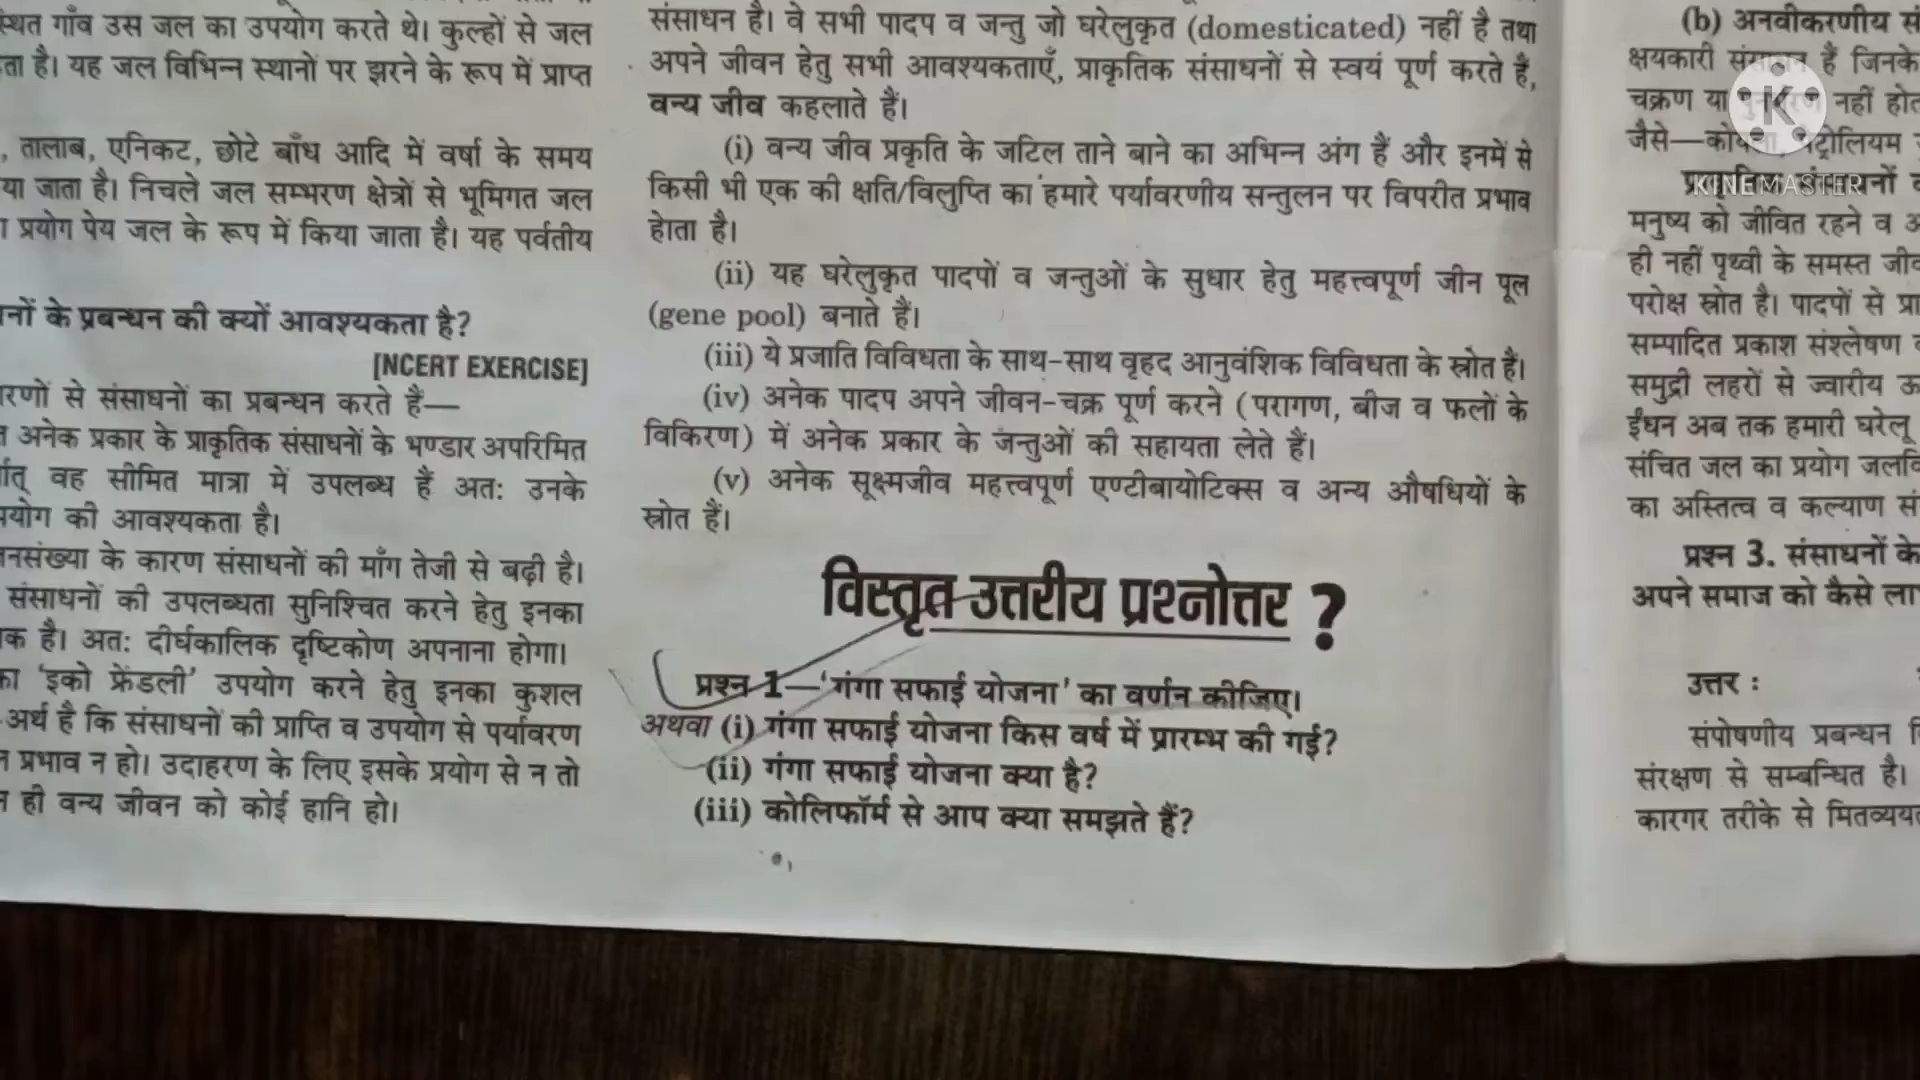 स्थित गाँव उस जल का उपयोग करते थे। कुल्हों से जल
ता है। यह जल विभिन्न स्थानों पर झरने के रूप में प्राप्त
, तालाब, एनिकट, छोटे बाँध आदि में वर्षा के समय
या जाता है। निचले जल सम्भरण क्षेत्रों से भूमिगत जल
प्रयोग पेय जल के रूप में किया जाता है। यह पर्वतीय
नों के प्रबन्धन की क्यों आवश्यकता है?
[NCERT EXERCISE]
रणों से संसाधनों का प्रबन्धन करते हैं—
अनेक प्रकार के प्राकृतिक संसाधनों के भण्डार अपरिमित
र्थात् वह सीमित मात्रा में उपलब्ध हैं अतः उनके
योग की आवश्यकता है।
नसंख्या के कारण संसाधनों की माँग तेजी से बढ़ी है।
संसाधनों की उपलब्धता सुनिश्चित करने हेतु इनका
क है। अतः दीर्घकालिक दृष्टिकोण अपनाना होगा।
का 'इको फ्रेंडली' उपयोग करने हेतु इनका कुशल
अर्थ है कि संसाधनों की प्राप्ति व उपयोग से पर्यावरण
प्रभाव न हो। उदाहरण के लिए इसके प्रयोग से न तो
न ही वन्य जीवन को कोई हानि हो।
संसाधन है। वे सभी पादप व जन्तु जो घरेलुकृत (domesticated) नहीं है तथा
अपने जीवन हेतु सभी आवश्यकताएँ, प्राकृतिक संसाधनों से स्वयं पूर्ण करते हैं,
वन्य जीव कहलाते हैं।
(i) वन्य जीव प्रकृति के जटिल ताने बाने का अभिन्न अंग हैं और इनमें से
किसी भी एक की क्षति/विलुप्ति का हमारे पर्यावरणीय सन्तुलन पर विपरीत प्रभाव
होता है।
(ii) यह घरेलुकृत पादपों व जन्तुओं के सुधार हेतु महत्त्वपूर्ण जीन पूल
(gene pool) बनाते हैं।
(iii) ये प्रजाति विविधता के साथ-साथ वृहद आनुवंशिक विविधता के स्रोत हैं।
(iv) अनेक पादप अपने जीवन-चक्र पूर्ण करने (परागण, बीज व फलों के
विकिरण) में अनेक प्रकार के जन्तुओं की सहायता लेते हैं।
(v) अनेक सूक्ष्मजीव महत्त्वपूर्ण एण्टीबायोटिक्स व अन्य औषधियों के
स्रोत हैं।
विस्तृत उत्तरीय प्रश्नोत्तर ?
प्रश्न 1—'गंगा सफाई योजना' का वर्णन कीजिए।
अथवा (i) गंगा सफाई योजना किस वर्ष में प्रारम्भ की गई?
(ii) गंगा सफाई योजना क्या है?
(iii) कोलिफॉर्म से आप क्या समझते हैं?
(b) अनवीकरणीय सं
क्षयकारी हैं जिनके
चक्रण या नहीं होत
जैसे—
मनुष्य को जीवित रहने व अ
ही नहीं पृथ्वी के समस्त जीव
परोक्ष स्रोत है। पादपों से प्रा
सम्पादित प्रकाश संश्लेषण
समुद्री लहरों से ज्वारीय ऊ
ईंधन अब तक हमारी घरेलू
संचित जल का प्रयोग जलवि
का अस्तित्व व कल्याण सं
प्रश्न 3. संसाधनों के
अपने समाज को कैसे ला
उत्तर :
संपोषणीय प्रबन्धन
संरक्षण से सम्बन्धित है।
कारगर तरीके से मितव्यय
K
KINEMASTER